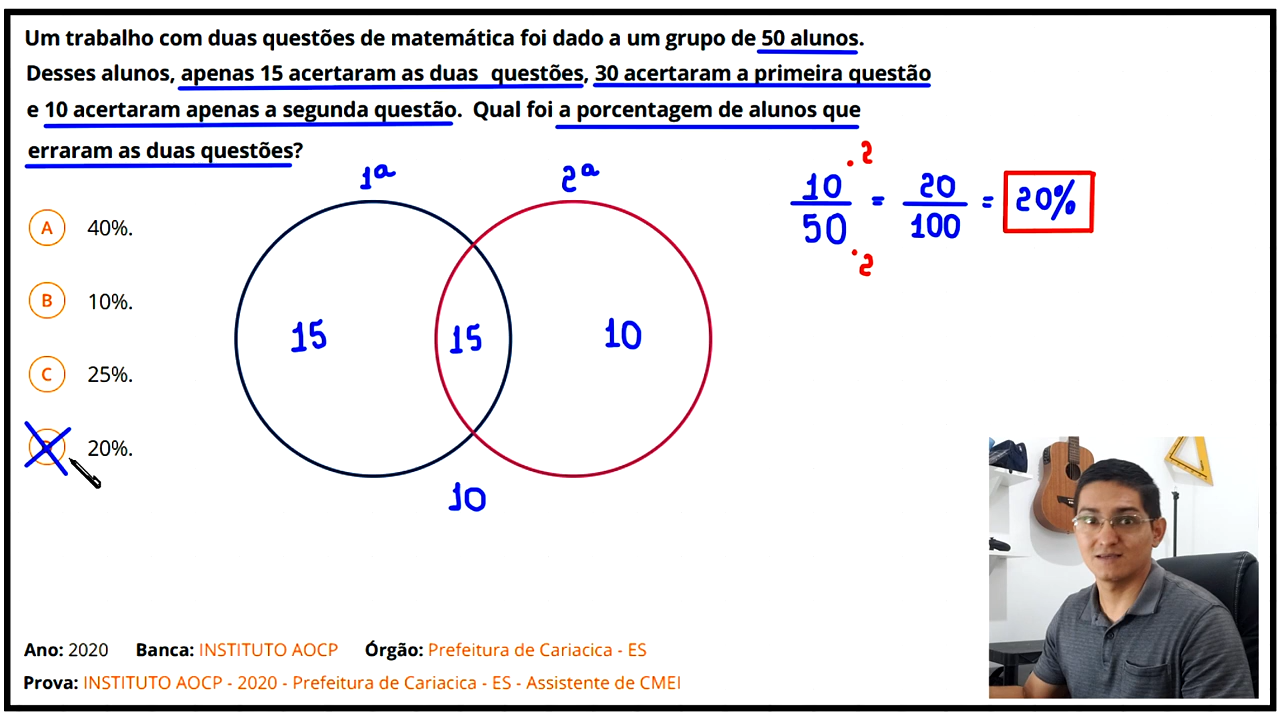 Um trabalho com duas questões de matemática foi dado a um grupo de 50 alunos.
Desses alunos, apenas 15 acertaram as duas questões, 30 acertaram a primeira questão
e 10 acertaram apenas a segunda questão. Qual foi a porcentagem de alunos que
erraram as duas questões?
1ª 2ª
A 40%.
B 10%.
C 25%.
20%.
15 15 10
10
10/50 = 20/100 = 20%
.2
.2
Ano: 2020 Banca: INSTITUTO AOCP Órgão: Prefeitura de Cariacica - ES
Prova: INSTITUTO AOCP - 2020 - Prefeitura de Cariacica - ES - Assistente de CMEI